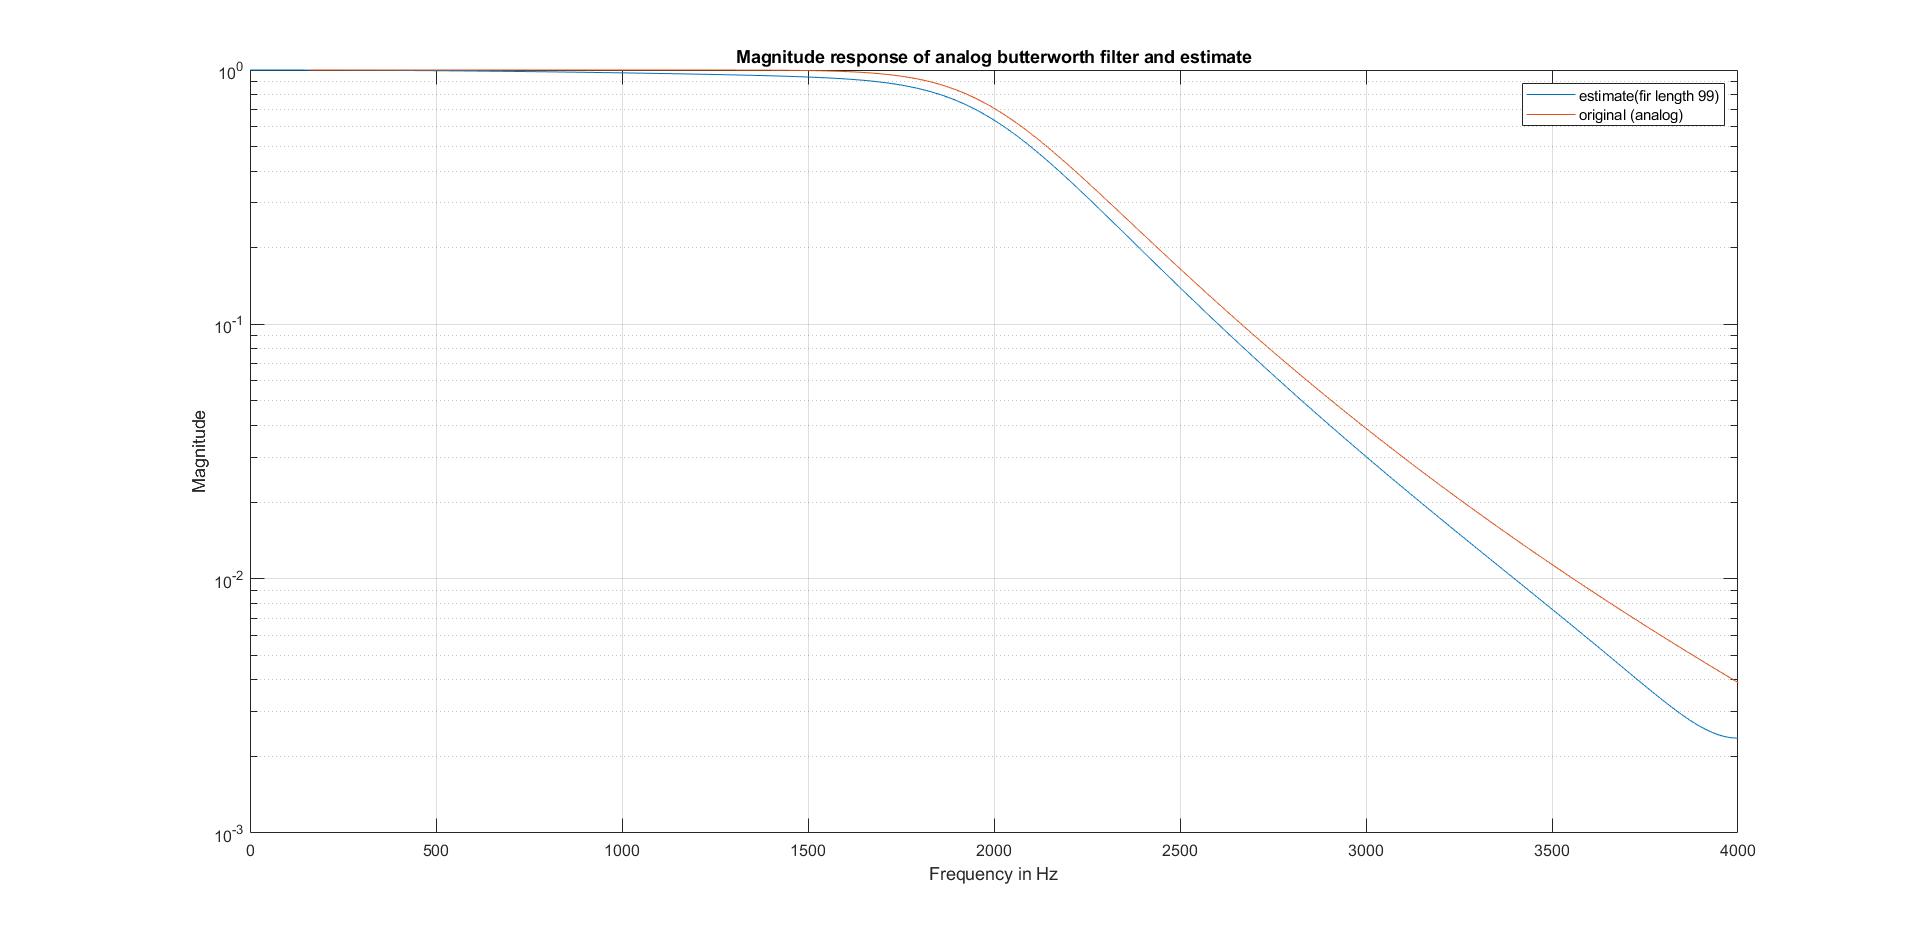 Magnitude response of analog butterworth filter and estimate
10^0
estimate(fir length 99)
original (analog)
10^-1
Magnitude
10^-2
10^-3
0 500 1000 1500 2000 2500 3000 3500 4000
Frequency in Hz